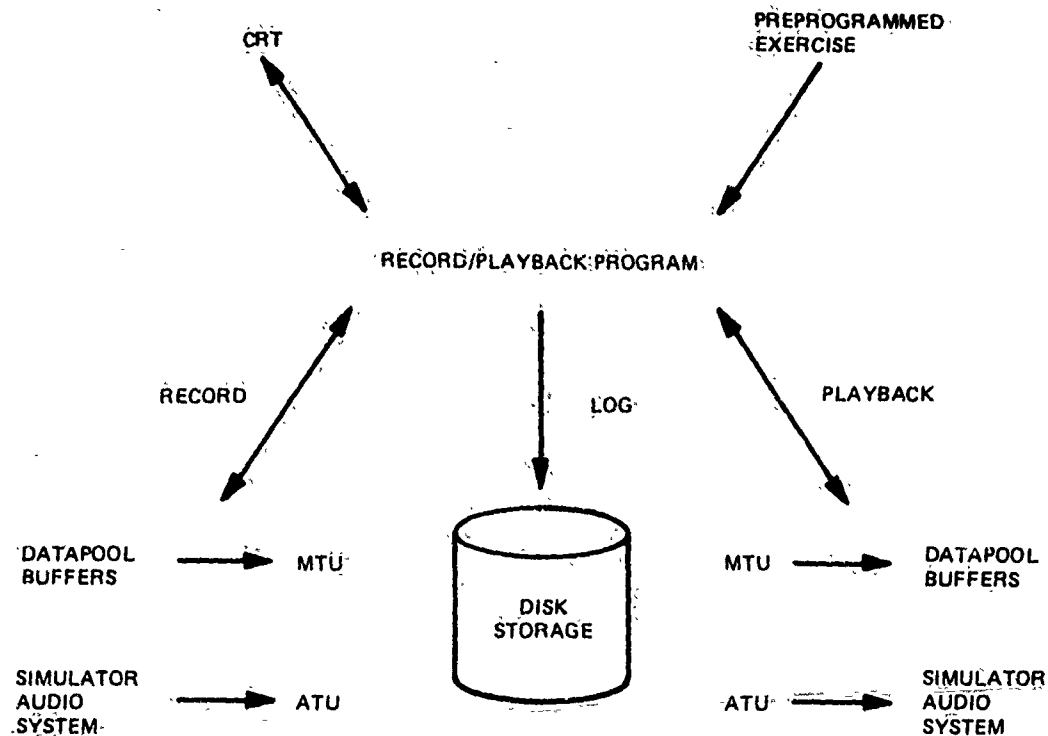 CRT
PREPROGRAMMED
EXERCISE
RECORD/PLAYBACK PROGRAM
RECORD
LOG
PLAYBACK
DATAPOOL
BUFFERS
MTU
MTU
DATAPOOL
BUFFERS
DISK
STORAGE
SIMULATOR
AUDIO
SYSTEM
ATU
ATU
SIMULATOR
AUDIO
SYSTEM